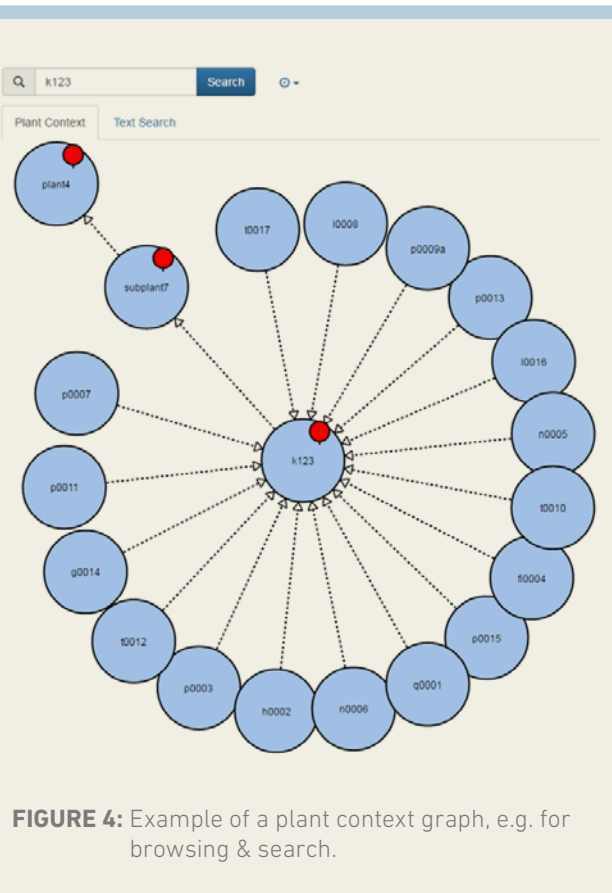 k123 Search
Plant Context Text Search
plant4
subplant7
t0017
l0008
p0009a
p0013
l0016
n0005
t0010
fi0004
p0015
q0001
n0006
h0002
p0003
t0012
g0014
p0011
p0007
k123
FIGURE 4: Example of a plant context graph, e.g. for
browsing & search.